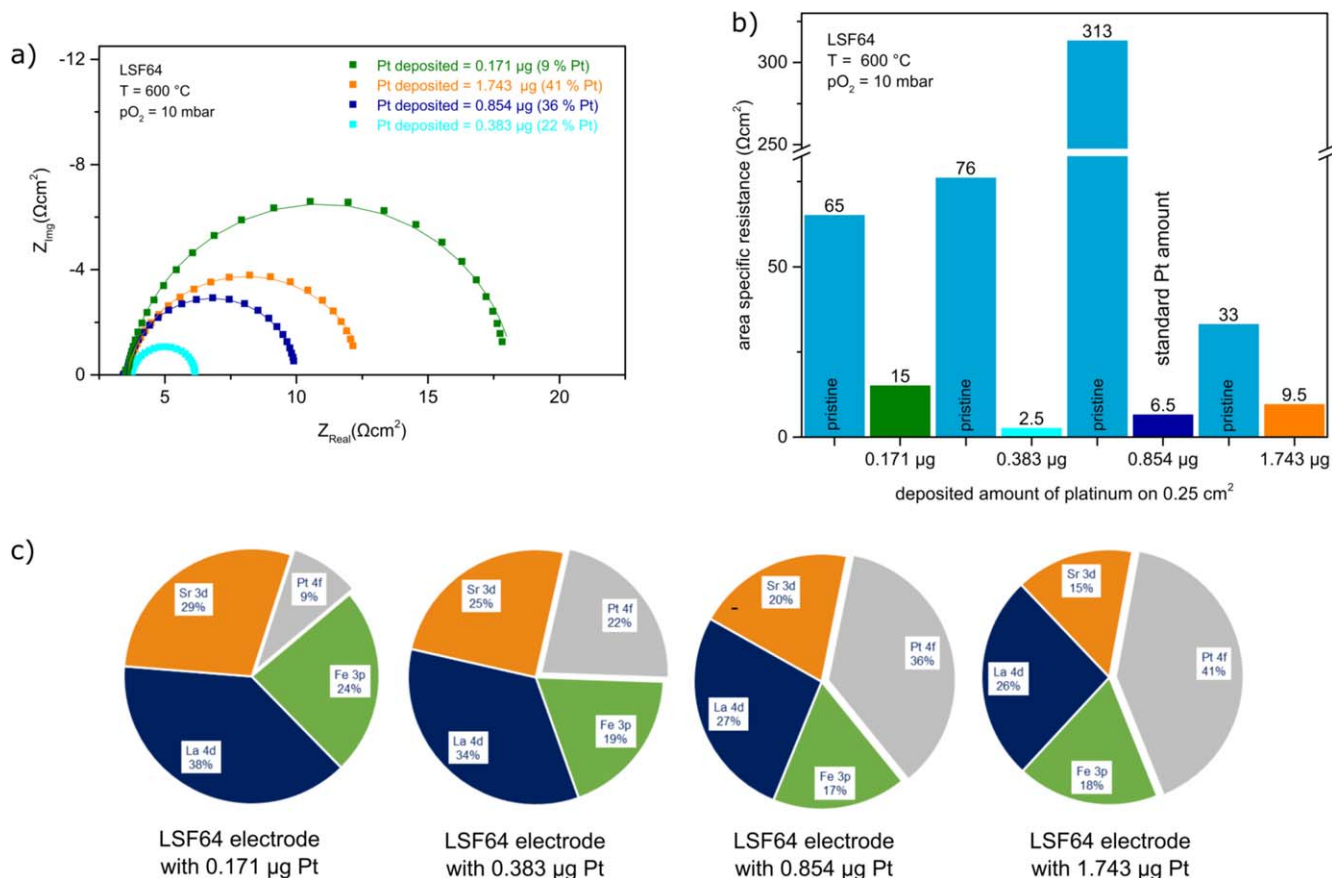 a)
LSF64
T = 600 °C
pO₂ = 10 mbar
Pt deposited = 0.171 µg (9 % Pt)
Pt deposited = 1.743 µg (41 % Pt)
Pt deposited = 0.854 µg (36 % Pt)
Pt deposited = 0.383 µg (22 % Pt)
-12
-8
-4
0
Z_Img(Ωcm²)
5
10
15
20
Z_Real(Ωcm²)
b)
LSF64
T = 600 °C
pO₂ = 10 mbar
area specific resistance (Ωcm²)
300
250
50
0
65
15
76
2.5
313
6.5
33
9.5
pristine
pristine
pristine
pristine
standard Pt amount
0.171 µg
0.383 µg
0.854 µg
1.743 µg
deposited amount of platinum on 0.25 cm²
c)
Sr 3d
29%
Pt 4f
9%
Fe 3p
24%
La 4d
38%
LSF64 electrode
with 0.171 µg Pt
Sr 3d
25%
Pt 4f
22%
Fe 3p
19%
La 4d
34%
LSF64 electrode
with 0.383 µg Pt
Sr 3d
20%
-
Pt 4f
36%
La 4d
27%
Fe 3p
17%
LSF64 electrode
with 0.854 µg Pt
Sr 3d
15%
Pt 4f
41%
La 4d
26%
Fe 3p
18%
LSF64 electrode
with 1.743 µg Pt